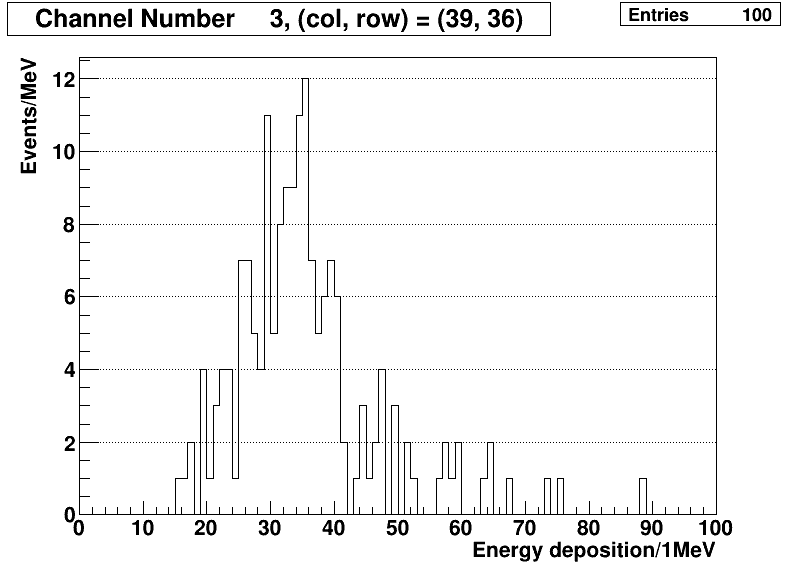 Channel Number 3, (col, row) = (39, 36)
Entries 100
Events/MeV
12
10
8
6
4
2
0
0 10 20 30 40 50 60 70 80 90 100
Energy deposition/1MeV